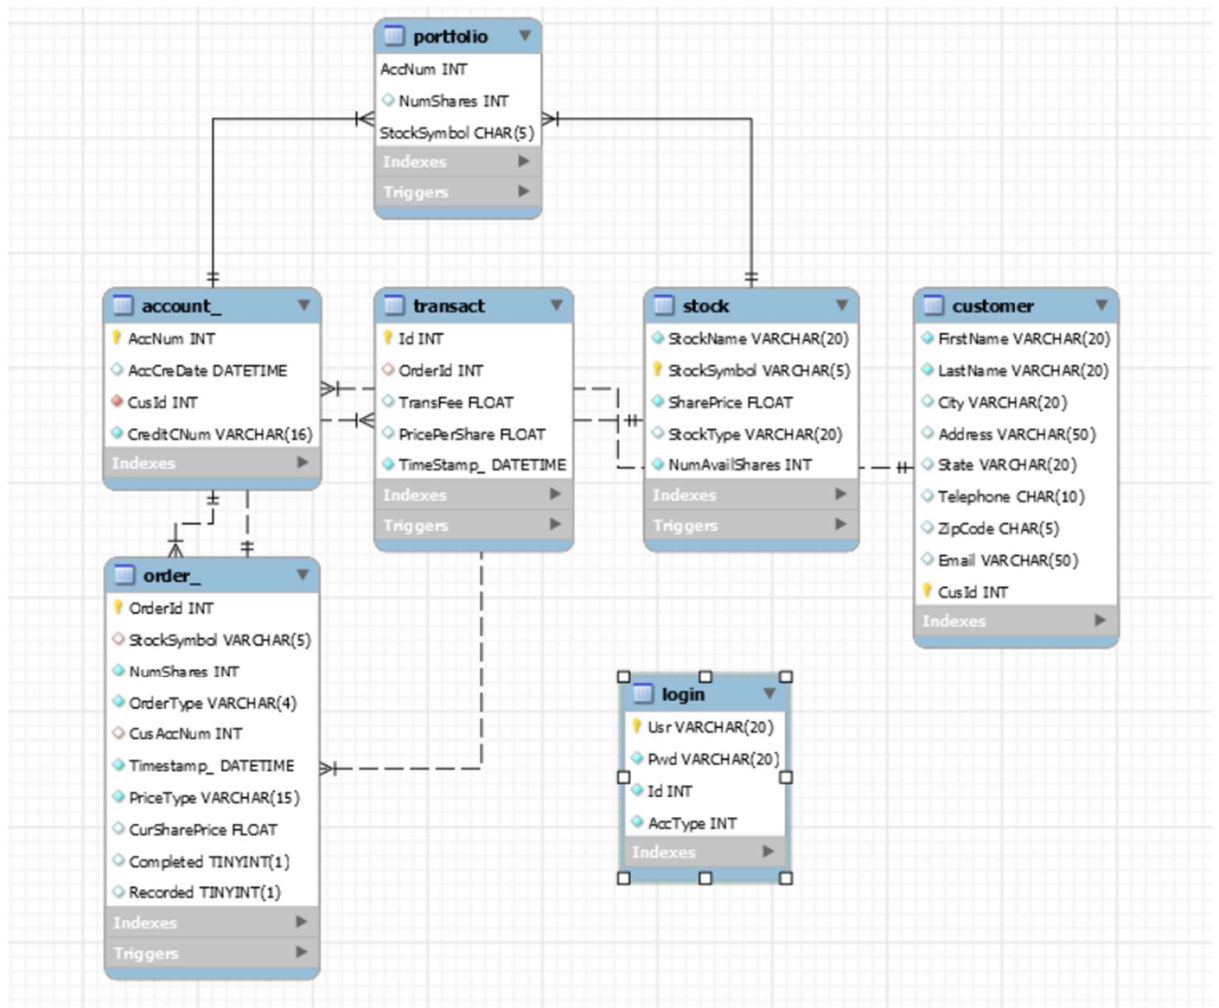 portfolio
AccNum INT
NumShares INT
StockSymbol CHAR(5)
Indexes
Triggers
account_
AccNum INT
AccCreDate DATETIME
CusId INT
CreditCNum VARCHAR(16)
Indexes
transact
Id INT
OrderId INT
TransFee FLOAT
PricePerShare FLOAT
TimeStamp_ DATETIME
Indexes
Triggers
stock
StockName VARCHAR(20)
StockSymbol VARCHAR(5)
SharePrice FLOAT
StockType VARCHAR(20)
NumAvailShares INT
Indexes
Triggers
customer
FirstName VARCHAR(20)
LastName VARCHAR(20)
City VARCHAR(20)
Address VARCHAR(50)
State VARCHAR(20)
Telephone CHAR(10)
ZipCode CHAR(5)
Email VARCHAR(50)
CusId INT
Indexes
order_
OrderId INT
StockSymbol VARCHAR(5)
NumShares INT
OrderType VARCHAR(4)
CusAccNum INT
Timestamp_ DATETIME
PriceType VARCHAR(15)
CurSharePrice FLOAT
Completed TINYINT(1)
Recorded TINYINT(1)
Indexes
Triggers
login
Usr VARCHAR(20)
Pwd VARCHAR(20)
Id INT
AccType INT
Indexes